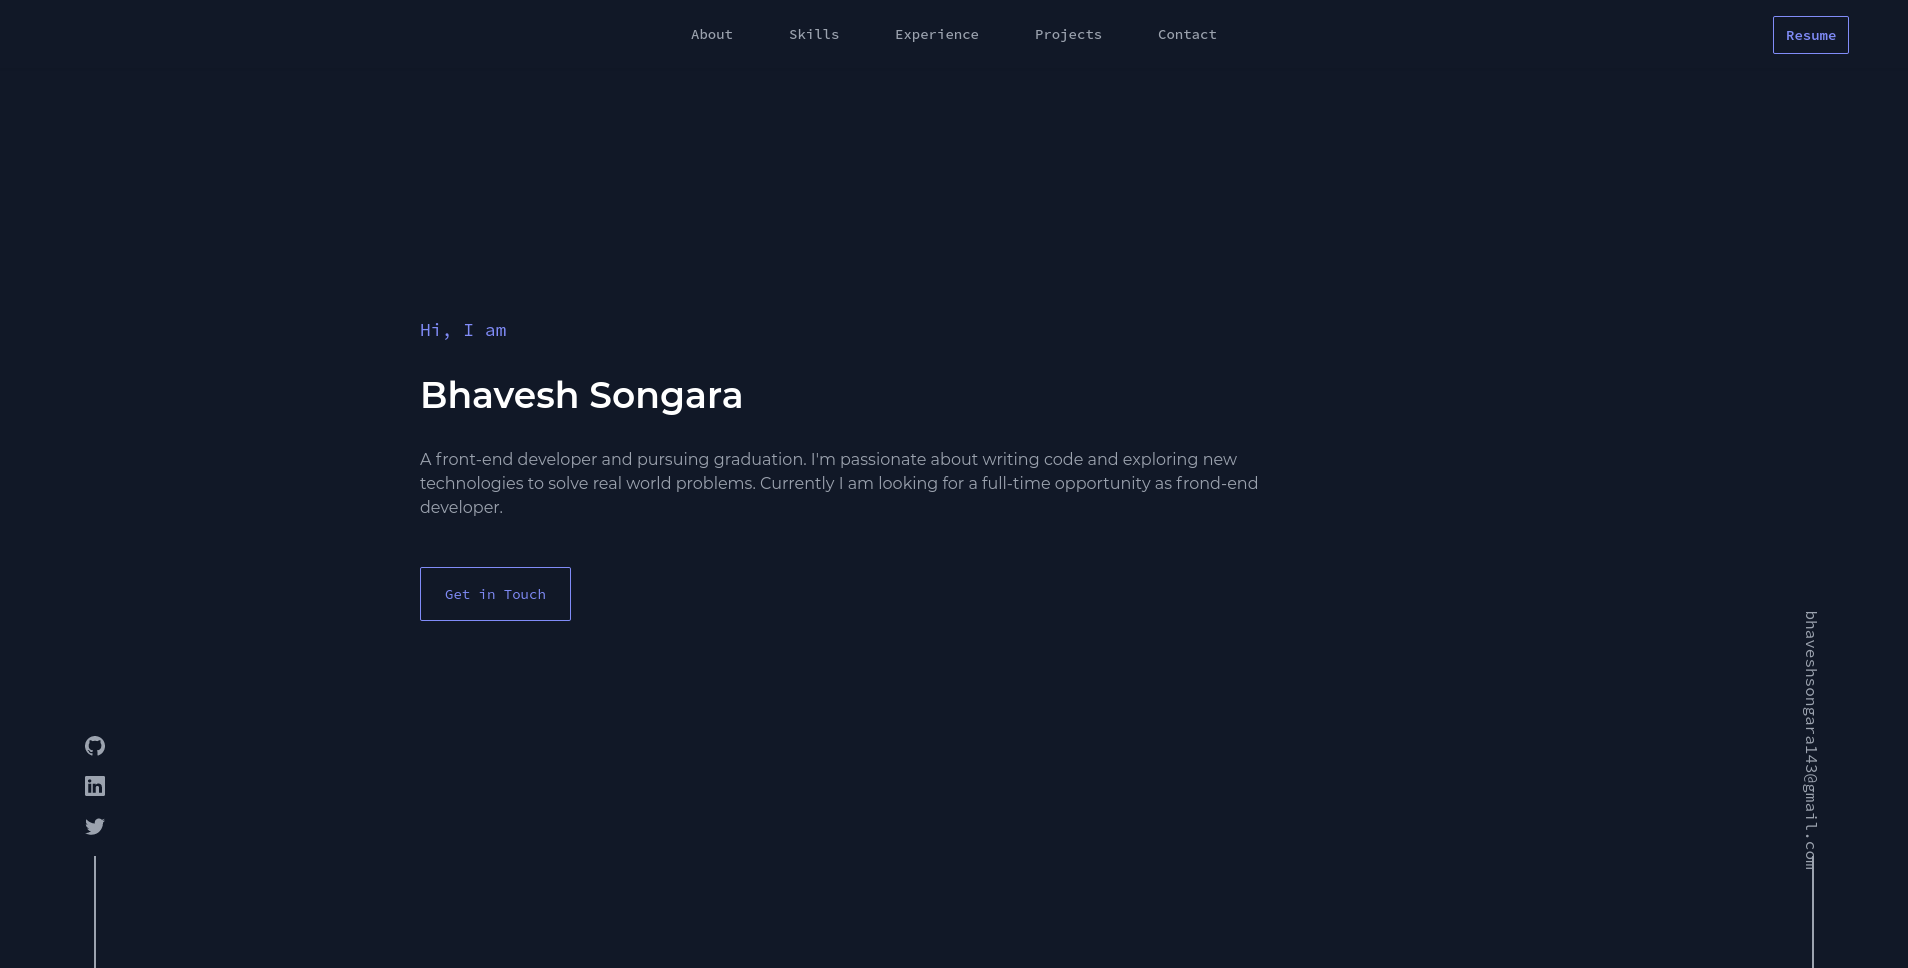 About
Skills
Experience
Projects
Contact
Resume
Hi, I am
Bhavesh Songara
A front-end developer and pursuing graduation. I'm passionate about writing code and exploring new
technologies to solve real world problems. Currently I am looking for a full-time opportunity as frond-end
developer.
Get in Touch
bhaveshsongara143@gmail.com